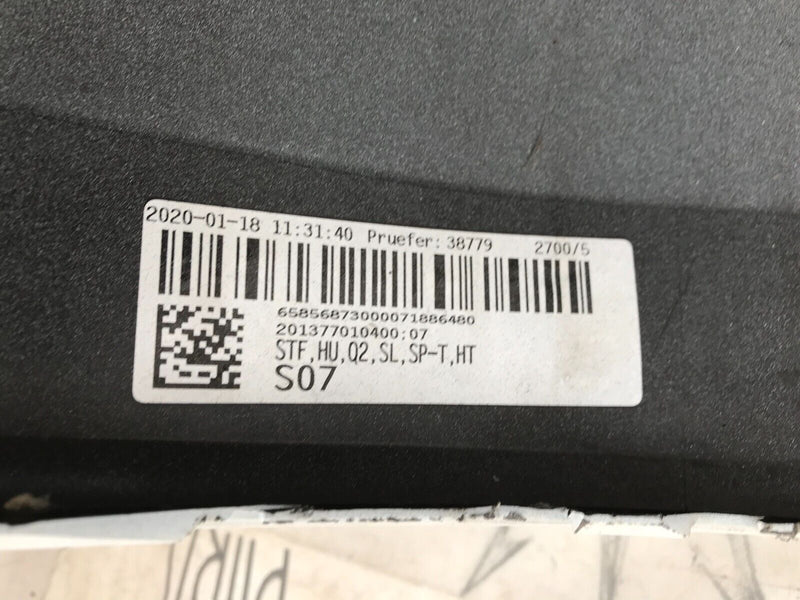 2020-01-18 11:31:40 Pruefer: 38779 2700/5
65856873000071886480
201377010400:07
STF,HU,Q2,SL,SP-T,HT
S07